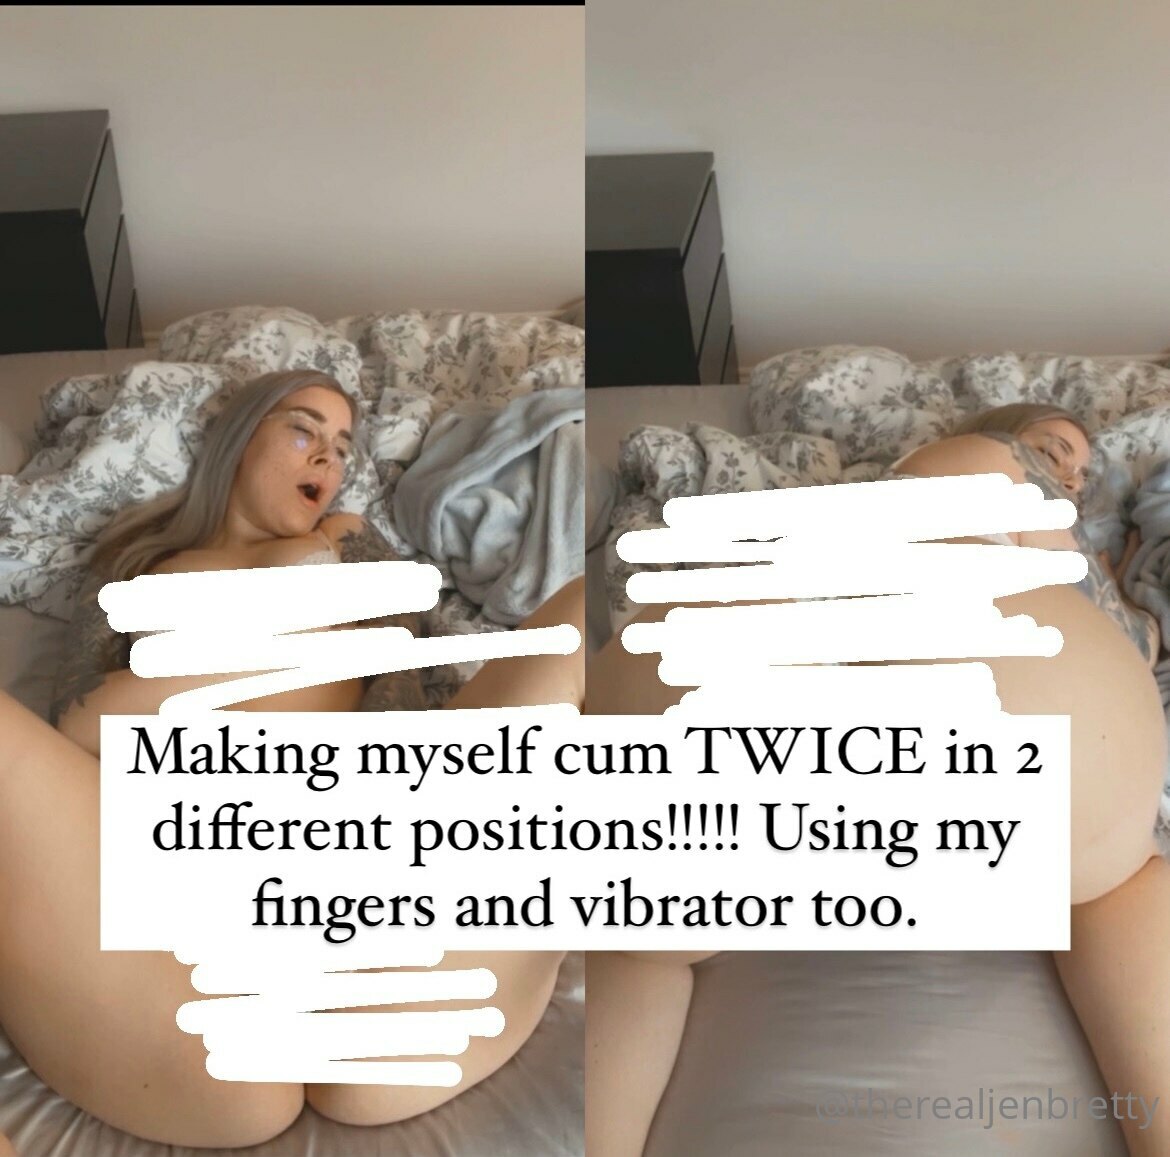 Making myself cum TWICE in 2
different positions!!!!! Using my
fingers and vibrator too.
@therealjenbretty